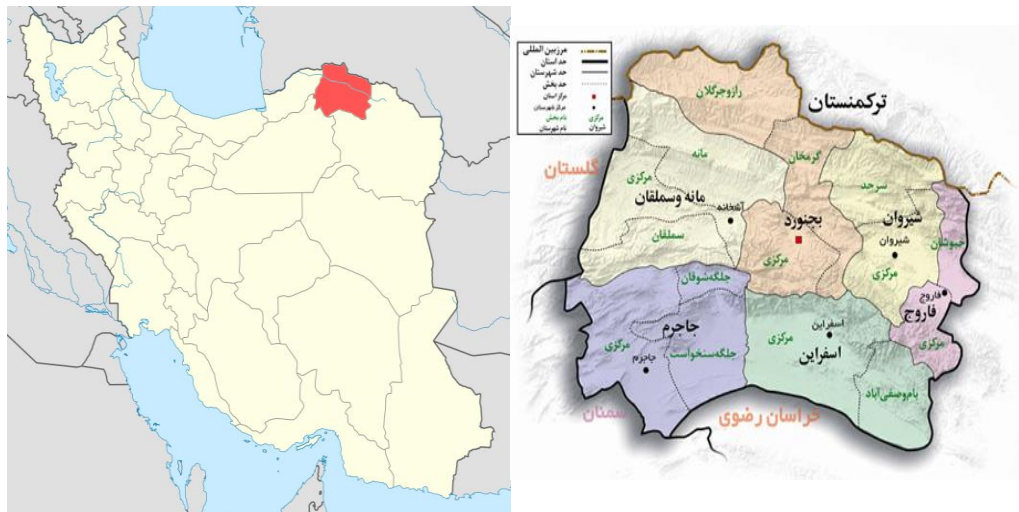 مرزبین المللی
حد استان
حد شهرستان
حد بخش
مرکز استان
مرکز شهرستان
نام بخش مرکزی
نام شهرستان شیروان
ترکمنستان
گلستان
سمنان
خراسان رضوی
رازوجرگلان
مانه
گرمخان
مرکزی
سرحد
مانه وسملقان
آشخانه
شیروان
بجنورد
شیروان
سملقان
مرکزی
مرکزی
جلگه شوقان
فاروج
فاروج
جاجرم
اسفراین
مرکزی
مرکزی
جلگه سنخواست
مرکزی
جاجرم
اسفراین
بام وصفی آباد